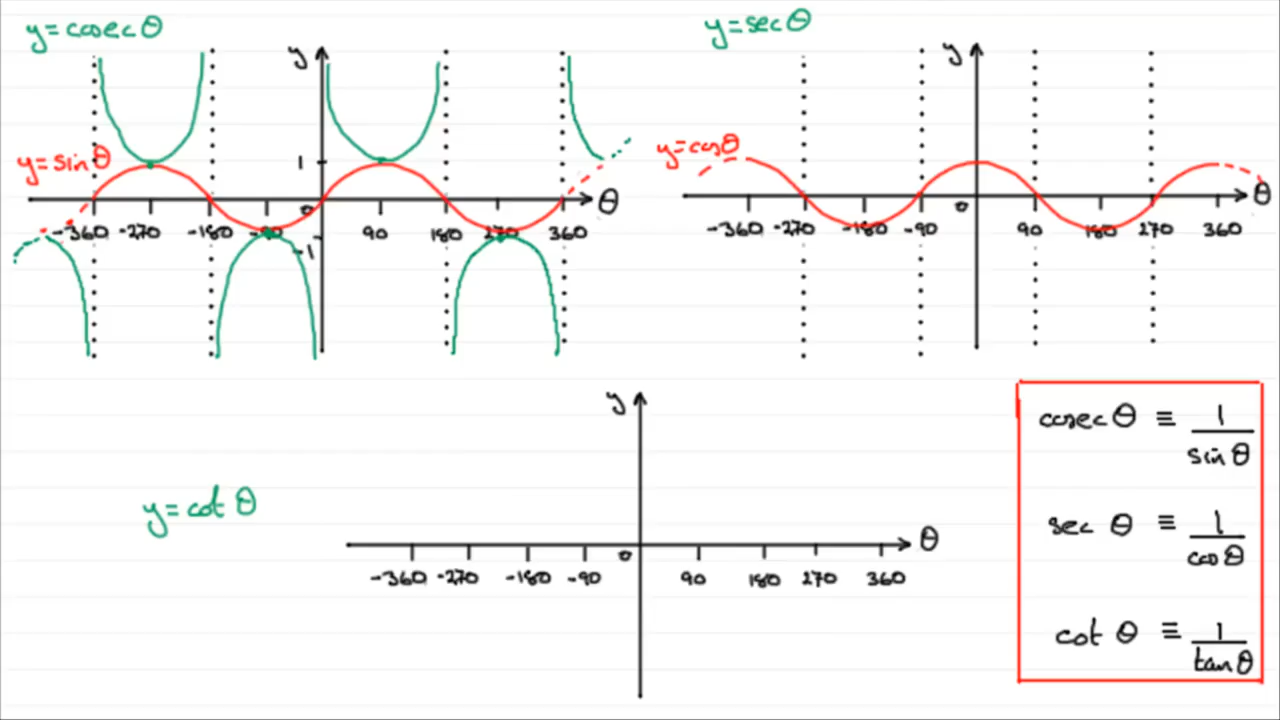 y = cosec θ
y
y = sin θ
1
θ
0
-360 -270 -180 -90 90 180 270 360
-1
y = sec θ
y
y = cos θ
θ
0
-360 -270 -180 -90 90 180 270 360
y
y = cot θ
θ
0
-360 -270 -180 -90 90 180 270 360
cosec θ ≡ 1/sin θ
sec θ ≡ 1/cos θ
cot θ ≡ 1/tan θ